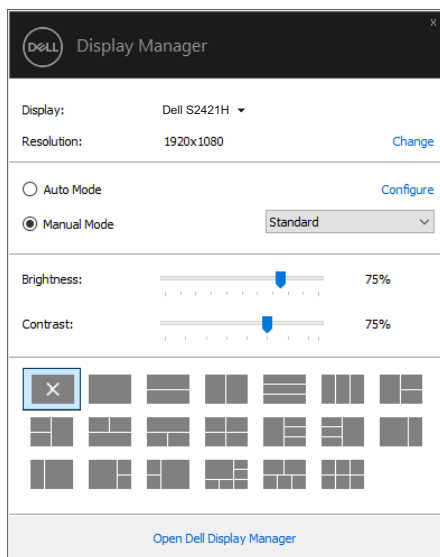 x
DELL Display Manager
Display: Dell S2421H
Resolution: 1920x1080 Change
Auto Mode Configure
Manual Mode Standard
Brightness: 75%
Contrast: 75%
Open Dell Display Manager